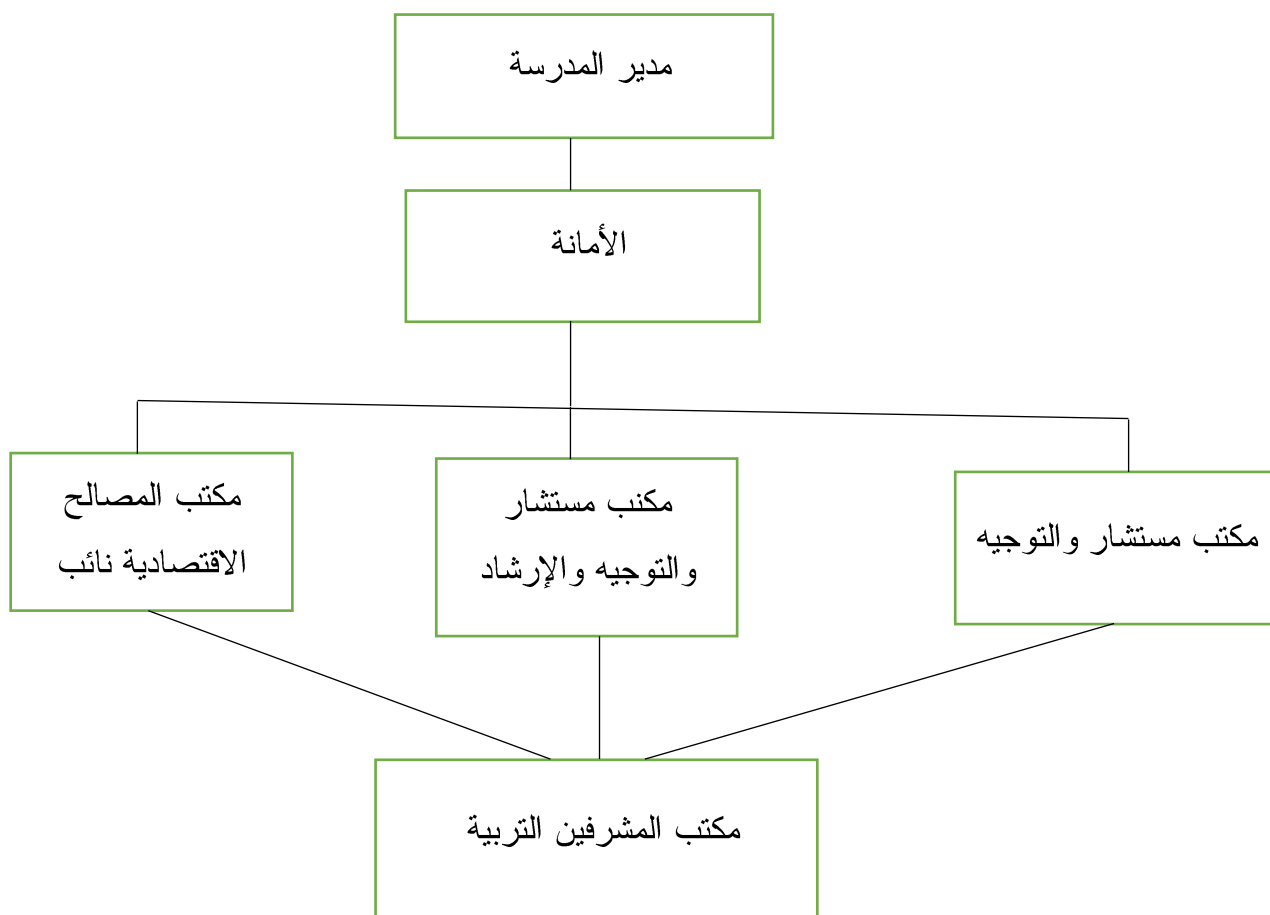 مدير المدرسة
الأمانة
مكتب مستشار والتوجيه
مكنب مستشار
والتوجيه والإرشاد
مكتب المصالح
الاقتصادية نائب
مكتب المشرفين التربية